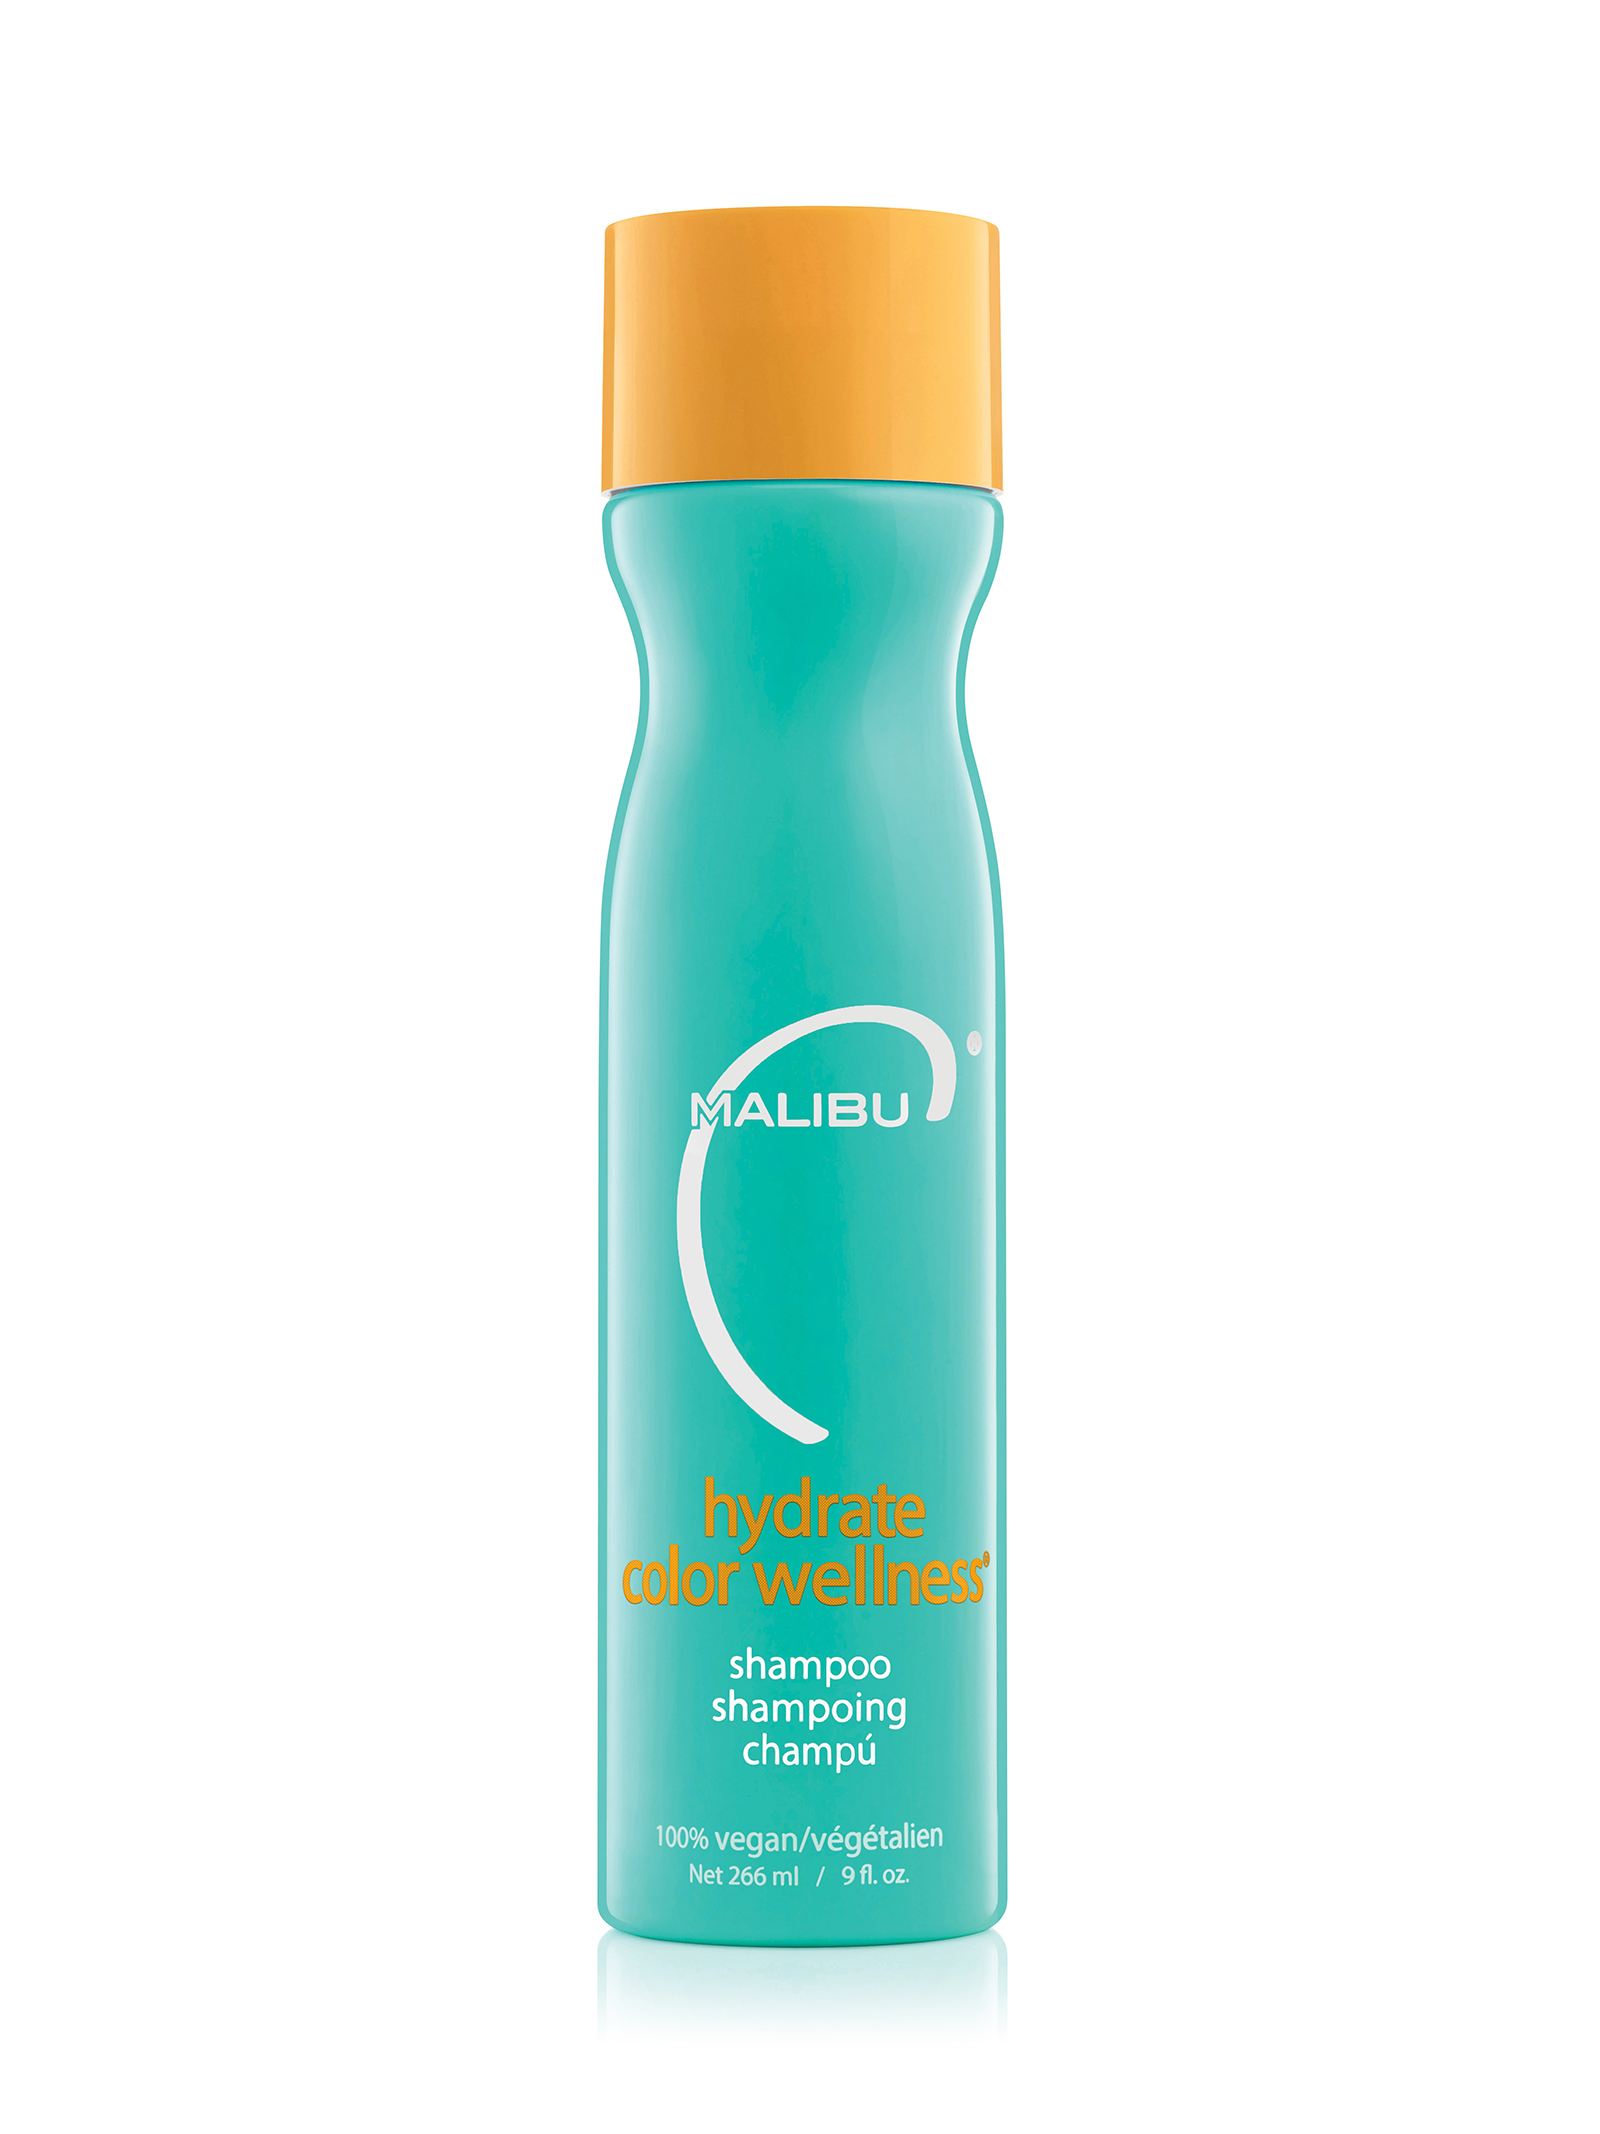 MALIBU C®
hydrate
color wellness®
shampoo
shampoing
champú
100% vegan/végétalien
Net 266 ml / 9 fl. oz.